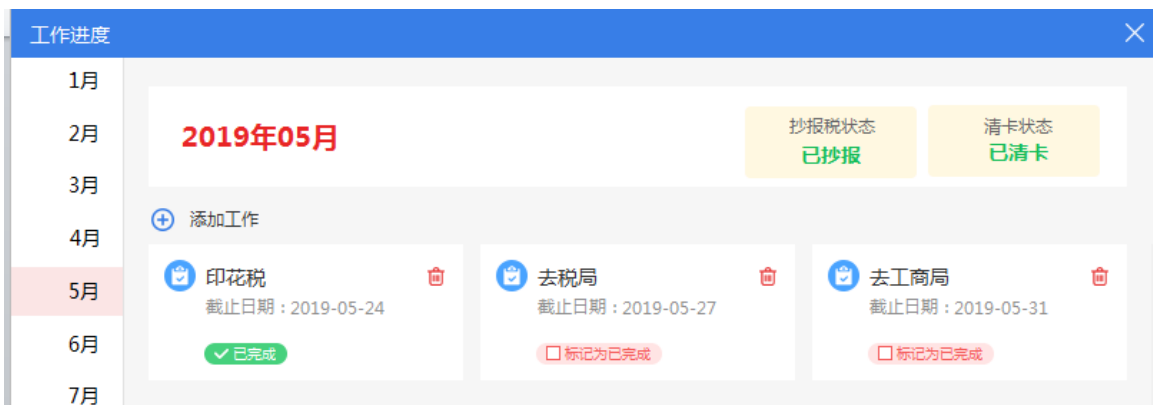 工作进度
1月
2月
3月
4月
5月
6月
7月
2019年05月
抄报税状态
已抄报
清卡状态
已清卡
添加工作
印花税
截止日期：2019-05-24
已完成
去税局
截止日期：2019-05-27
标记为已完成
去工商局
截止日期：2019-05-31
标记为已完成